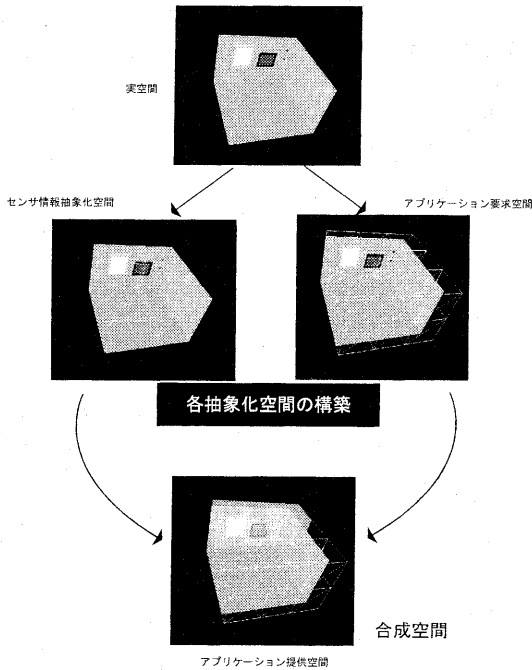 実空間
センサ情報抽象化空間
アプリケーション要求空間
各抽象化空間の構築
合成空間
アプリケーション提供空間